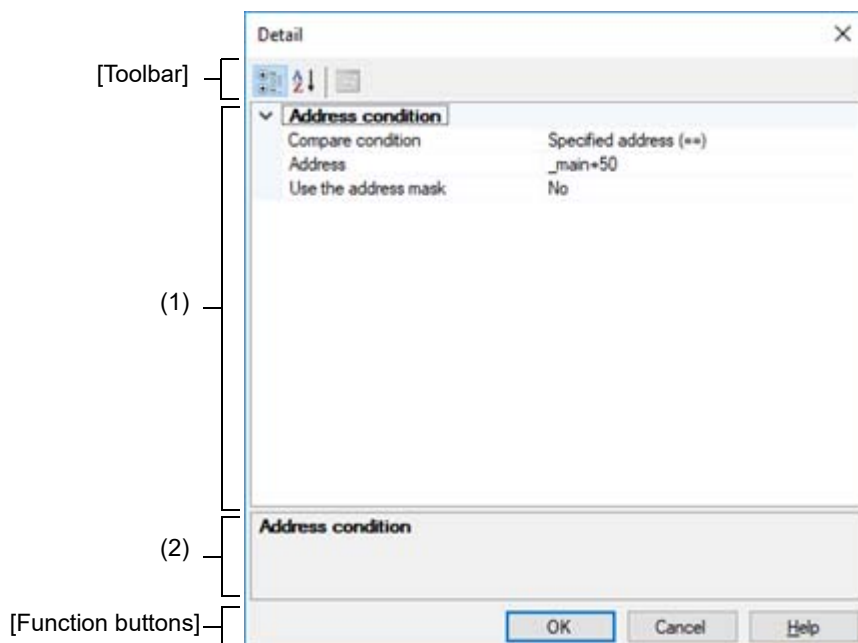 Detail
[Toolbar]
Address condition
Compare condition Specified address (==)
Address _main+50
Use the address mask No
(1)
Address condition
(2)
[Function buttons]
OK Cancel Help